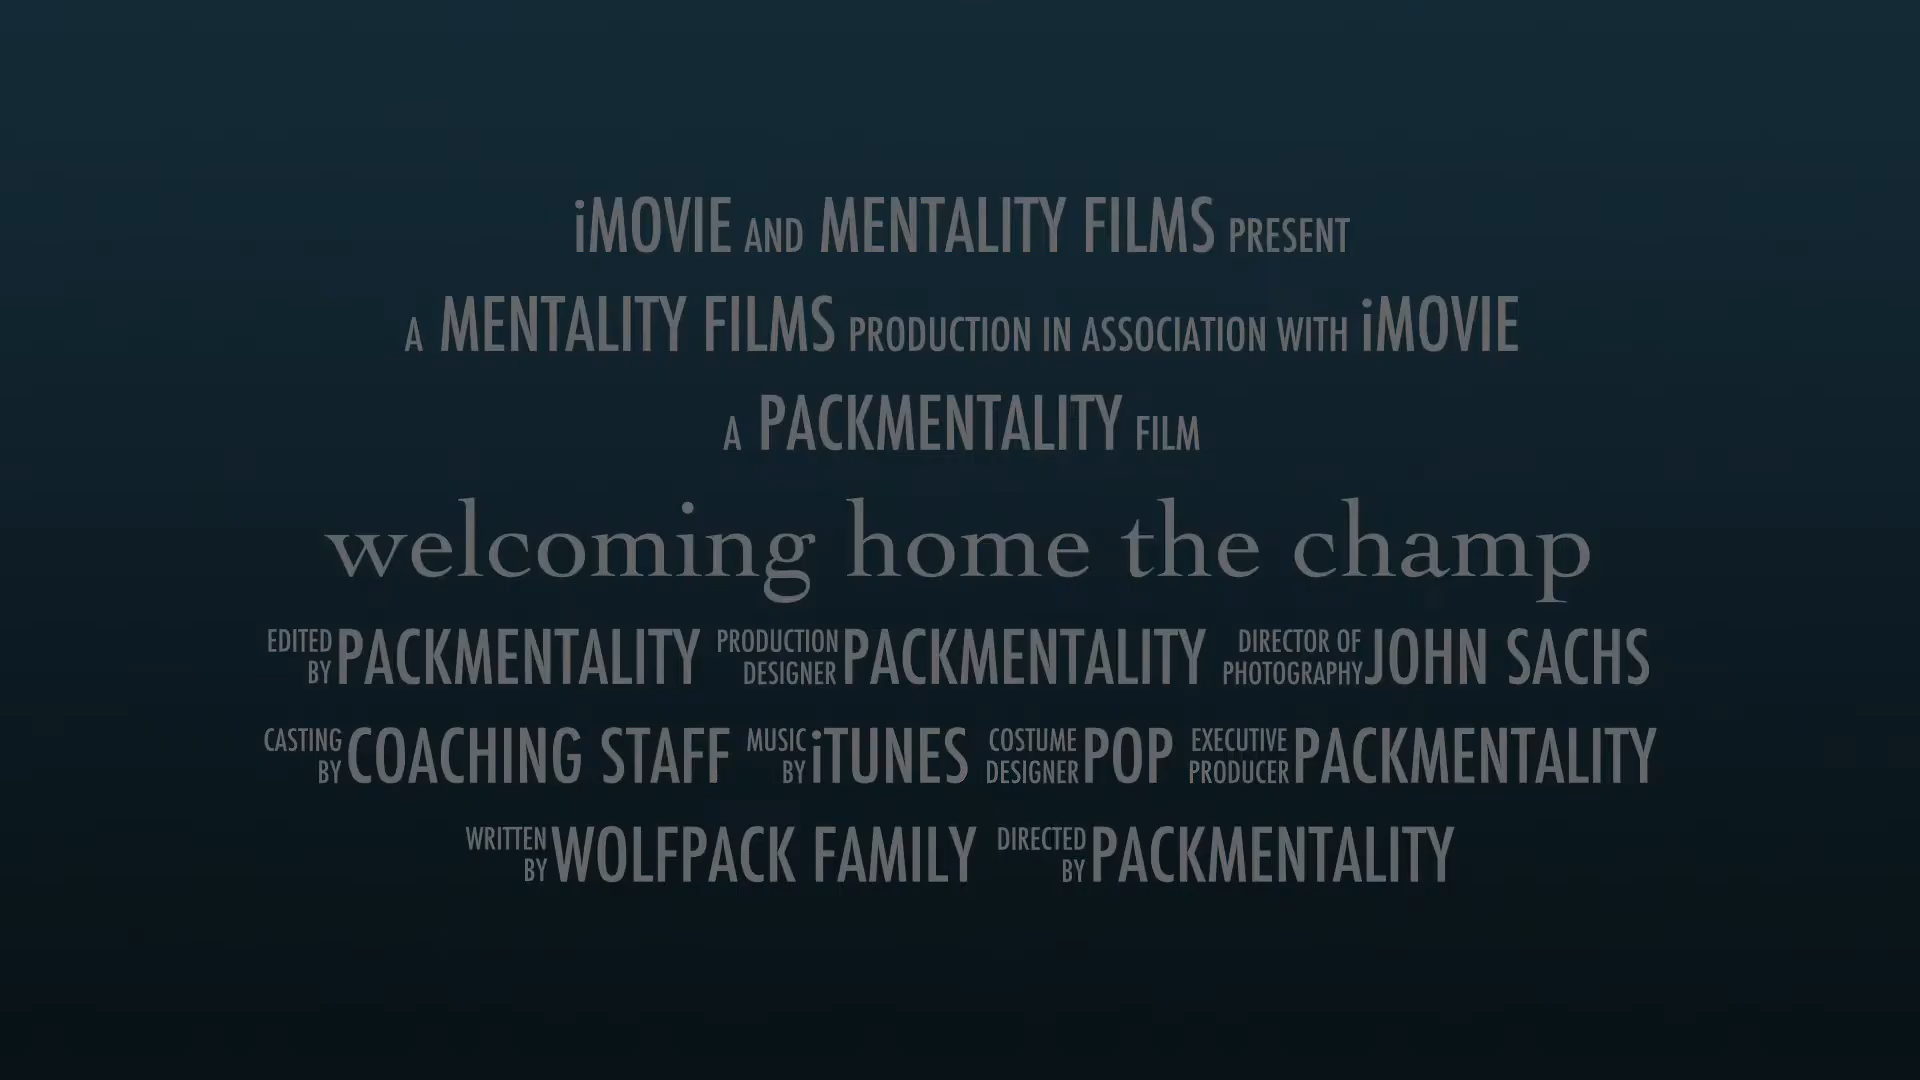 iMOVIE AND MENTALITY FILMS PRESENT
A MENTALITY FILMS PRODUCTION IN ASSOCIATION WITH iMOVIE
A PACKMENTALITY FILM
welcoming home the champ
EDITED BY PACKMENTALITY PRODUCTION DESIGNER PACKMENTALITY DIRECTOR OF PHOTOGRAPHY JOHN SACHS
CASTING BY COACHING STAFF MUSIC BY iTUNES COSTUME DESIGNER POP EXECUTIVE PRODUCER PACKMENTALITY
WRITTEN BY WOLFPACK FAMILY DIRECTED BY PACKMENTALITY